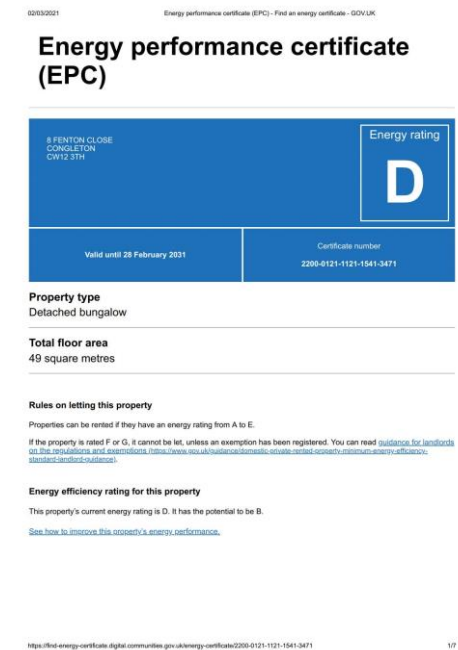 02/03/2021 Energy performance certificate (EPC) - Find an energy certificate - GOV.UK
Energy performance certificate
(EPC)
8 FENTON CLOSE
CONGLETON
CW12 3TH
Energy rating
D
Valid until 28 February 2031
Certificate number
2200-0121-1121-1541-3471
Property type
Detached bungalow
Total floor area
49 square metres
Rules on letting this property
Properties can be rented if they have an energy rating from A to E.
If the property is rated F or G, it cannot be let, unless an exemption has been registered. You can read guidance for landlords
on the regulations and exemptions (https://www.gov.uk/guidance/domestic-private-rented-property-minimum-energy-efficiency-
standard-landlord-guidance).
Energy efficiency rating for this property
This property's current energy rating is D. It has the potential to be B.
See how to improve this property's energy performance.
https://find-energy-certificate.digital.communities.gov.uk/energy-certificate/2200-0121-1121-1541-3471 1/7